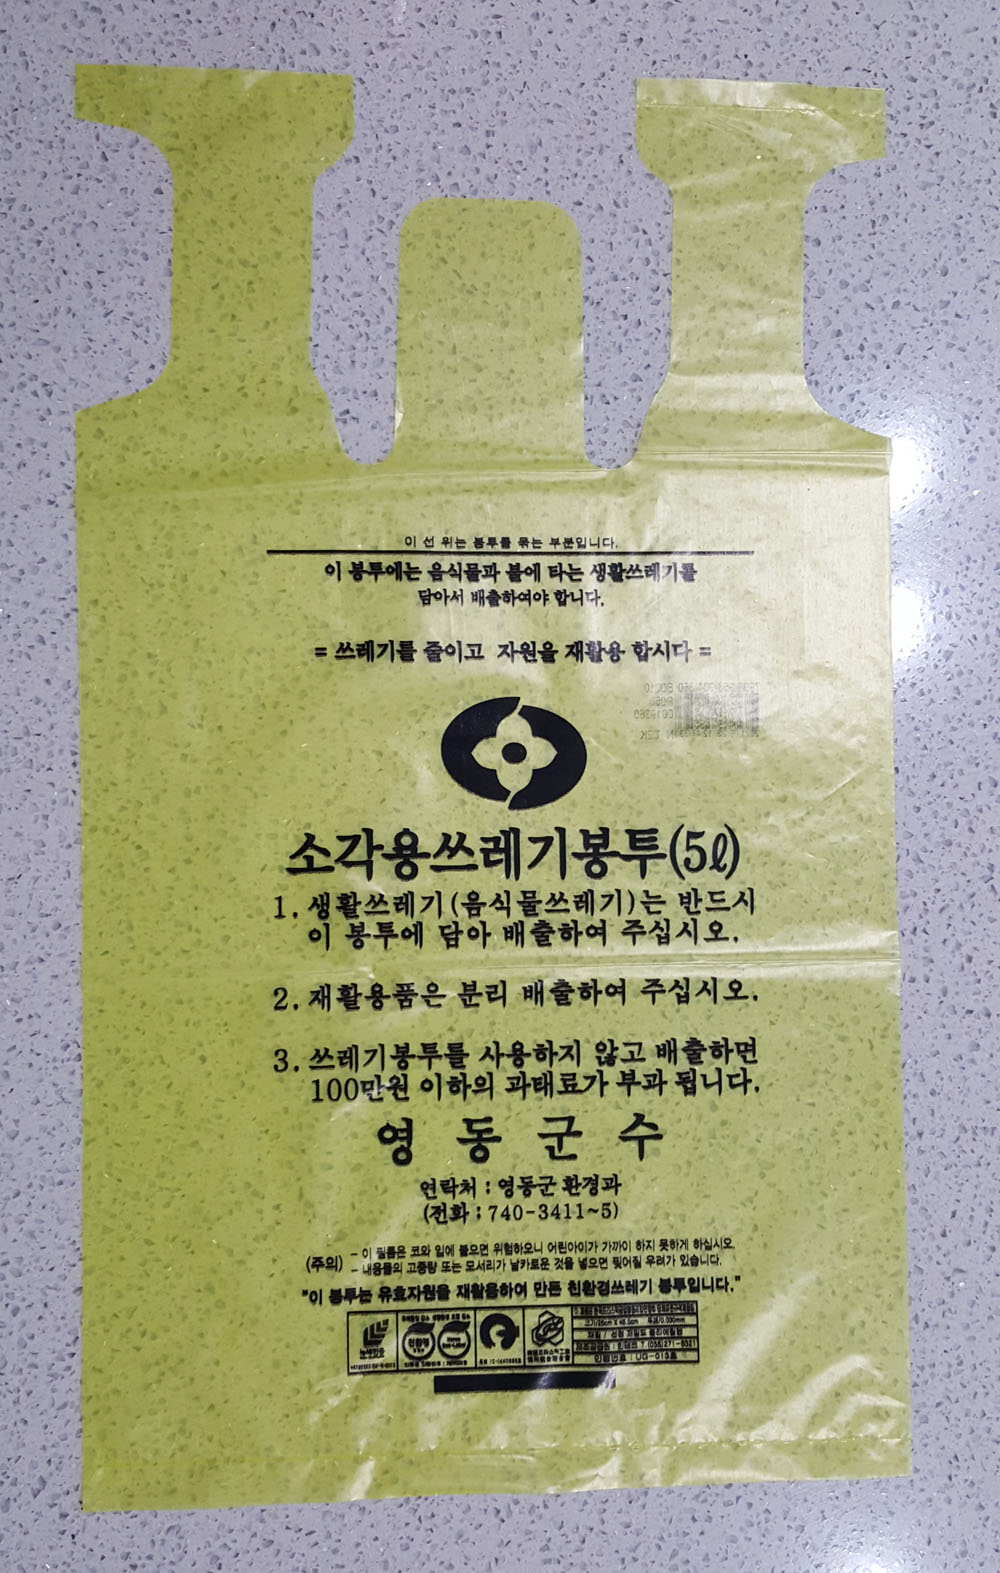 이 선 위는 봉투를 묶는 부분입니다.
이 봉투에는 음식물과 불에 타는 생활쓰레기를
담아서 배출하여야 합니다.
= 쓰레기를 줄이고 자원을 재활용 합시다 =
소각용쓰레기봉투(5ℓ)
1. 생활쓰레기(음식물쓰레기)는 반드시
이 봉투에 담아 배출하여 주십시오.
2. 재활용품은 분리 배출하여 주십시오.
3. 쓰레기봉투를 사용하지 않고 배출하면
100만원 이하의 과태료가 부과 됩니다.
영 동 군 수
연락처 : 영동군 환경과
(전화 : 740-3411~5)
(주의) - 이 필름은 코와 입에 붙으면 위험하오니 어린아이가 가까이 하지 못하게 하십시오.
- 내용물의 고중량 또는 모서리가 날카로운 것을 넣으면 찢어질 우려가 있습니다.
"이 봉투는 유효자원을 재활용하여 만든 친환경쓰레기 봉투입니다."
친환경